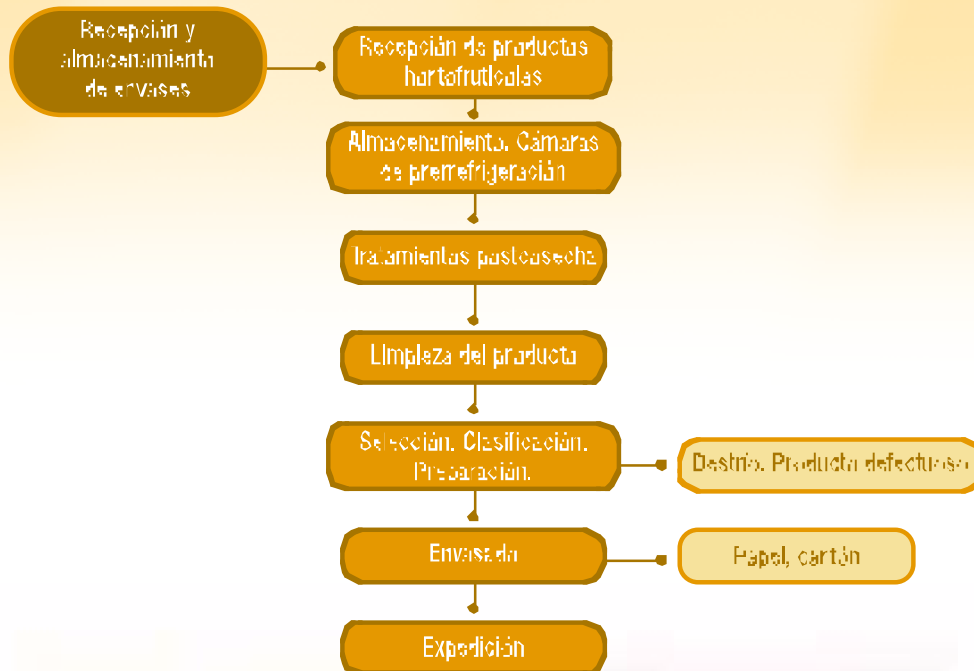 Recepción y
almacenamiento
de envases
Recepción de productos
hortofrutícolas
Almacenamiento. Cámaras
de prerrefrigeración
Tratamientos postcosecha
Limpieza del producto
Selección. Clasificación.
Preparación.
Destrío. Producto defectuoso
Envasado
Papel, cartón
Expedición